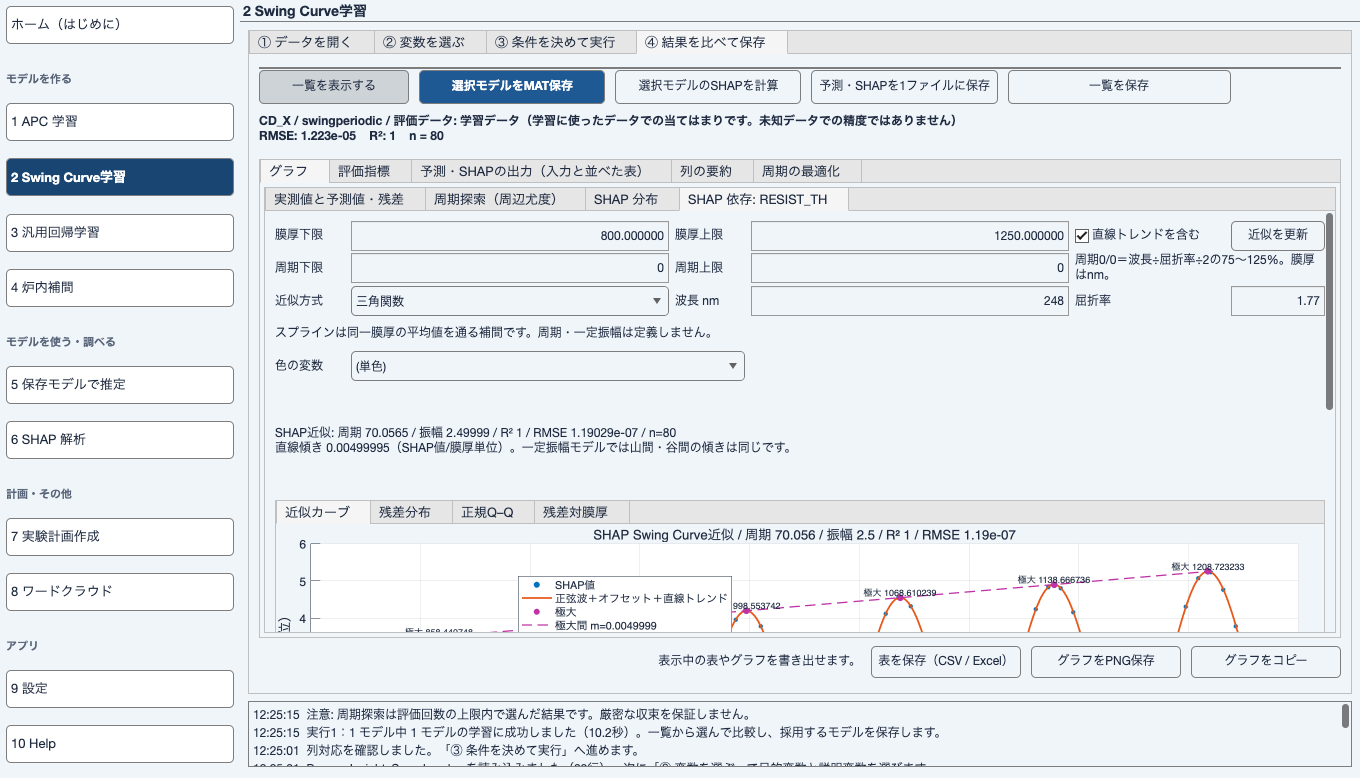 ホーム（はじめに）
モデルを作る
1 APC 学習
2 Swing Curve学習
3 汎用回帰学習
4 炉内補間
モデルを使う・調べる
5 保存モデルで推定
6 SHAP 解析
計画・その他
7 実験計画作成
8 ワードクラウド
アプリ
9 設定
10 Help
2 Swing Curve学習
① データを開く ② 変数を選ぶ ③ 条件を決めて実行 ④ 結果を比べて保存
一覧を表示する 選択モデルをMAT保存 選択モデルのSHAPを計算 予測・SHAPを1ファイルに保存 一覧を保存
CD_X / swingperiodic / 評価データ: 学習データ（学習に使ったデータでの当てはまりです。未知データでの精度ではありません）
RMSE: 1.223e-05 R²: 1 n = 80
グラフ 評価指標 予測・SHAPの出力（入力と並べた表） 列の要約 周期の最適化
実測値と予測値・残差 周期探索（周辺尤度） SHAP 分布 SHAP 依存: RESIST_TH
膜厚下限 800.000000 膜厚上限 1250.000000 直線トレンドを含む 近似を更新
周期下限 0 周期上限 0 周期0/0＝波長÷屈折率÷2の75〜125%。膜厚
はnm。
近似方式 三角関数 波長 nm 248 屈折率 1.77
スプラインは同一膜厚の平均値を通る補間です。周期・一定振幅は定義しません。
色の変数 (単色)
SHAP近似: 周期 70.0565 / 振幅 2.49999 / R² 1 / RMSE 1.19029e-07 / n=80
直線傾き 0.00499995（SHAP値/膜厚単位）。一定振幅モデルでは山間・谷間の傾きは同じです。
近似カーブ 残差分布 正規Q–Q 残差対膜厚
SHAP Swing Curve近似 / 周期 70.056 / 振幅 2.5 / R² 1 / RMSE 1.19e-07
6
極大 1208.723233
5
極大 1138.666736
SHAP値
極大 1068.610239
正弦波＋オフセット＋直線トレンド
998.553742
極大
4
極大間 m=0.0049999
極大 858.440748
表示中の表やグラフを書き出せます。 表を保存（CSV / Excel） グラフをPNG保存 グラフをコピー
12:25:15 注意: 周期探索は評価回数の上限内で選んだ結果です。厳密な収束を保証しません。
12:25:15 実行1：1 モデル中 1 モデルの学習に成功しました（10.2秒）。一覧から選んで比較し、採用するモデルを保存します。
12:25:01 列対応を確認しました。「③ 条件を決めて実行」へ進めます。